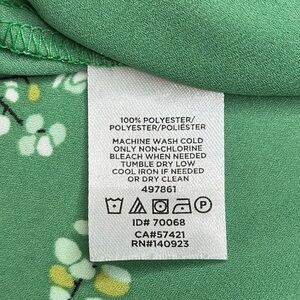 100% POLYESTER/
POLYESTER/POLIÉSTER
MACHINE WASH COLD
ONLY NON-CHLORINE
BLEACH WHEN NEEDED
TUMBLE DRY LOW
COOL IRON IF NEEDED
OR DRY CLEAN
497861
P
ID# 70068
CA#57421
RN#140923